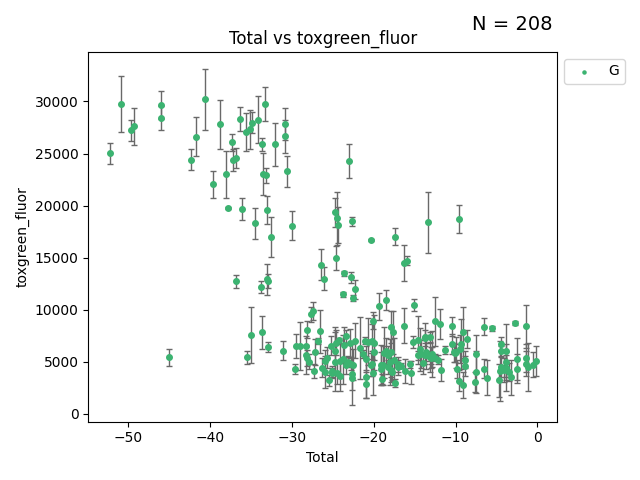 N = 208
Total vs toxgreen_fluor
G
toxgreen_fluor
30000
25000
20000
15000
10000
5000
0
−50 −40 −30 −20 −10 0
Total